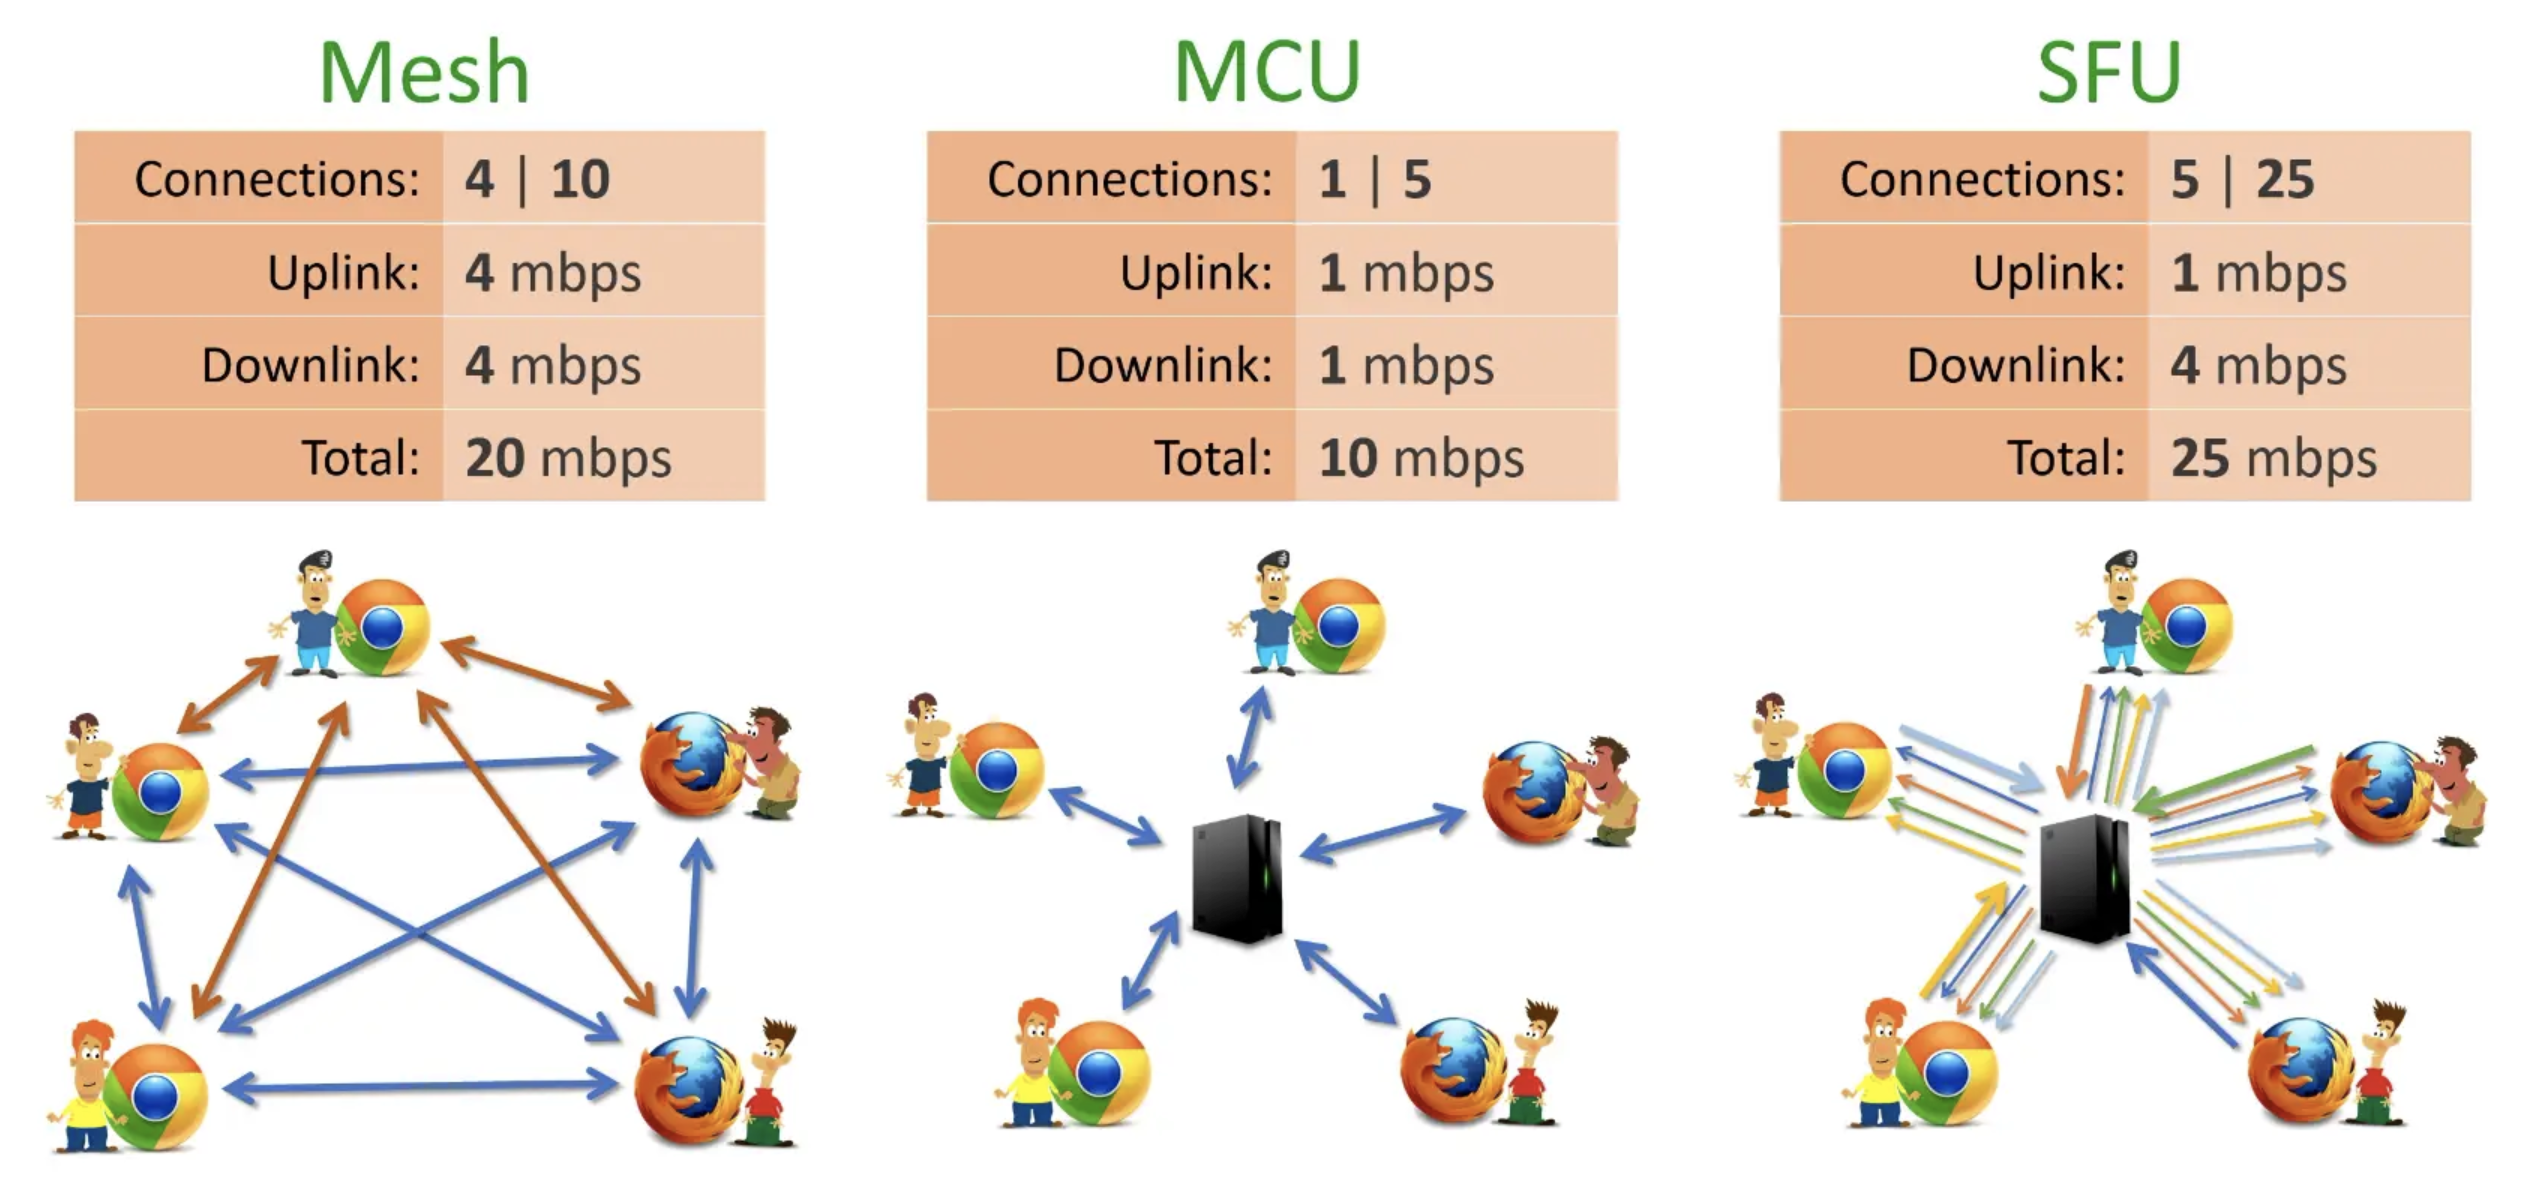 Mesh
Connections: 4 | 10
Uplink: 4 mbps
Downlink: 4 mbps
Total: 20 mbps
MCU
Connections: 1 | 5
Uplink: 1 mbps
Downlink: 1 mbps
Total: 10 mbps
SFU
Connections: 5 | 25
Uplink: 1 mbps
Downlink: 4 mbps
Total: 25 mbps